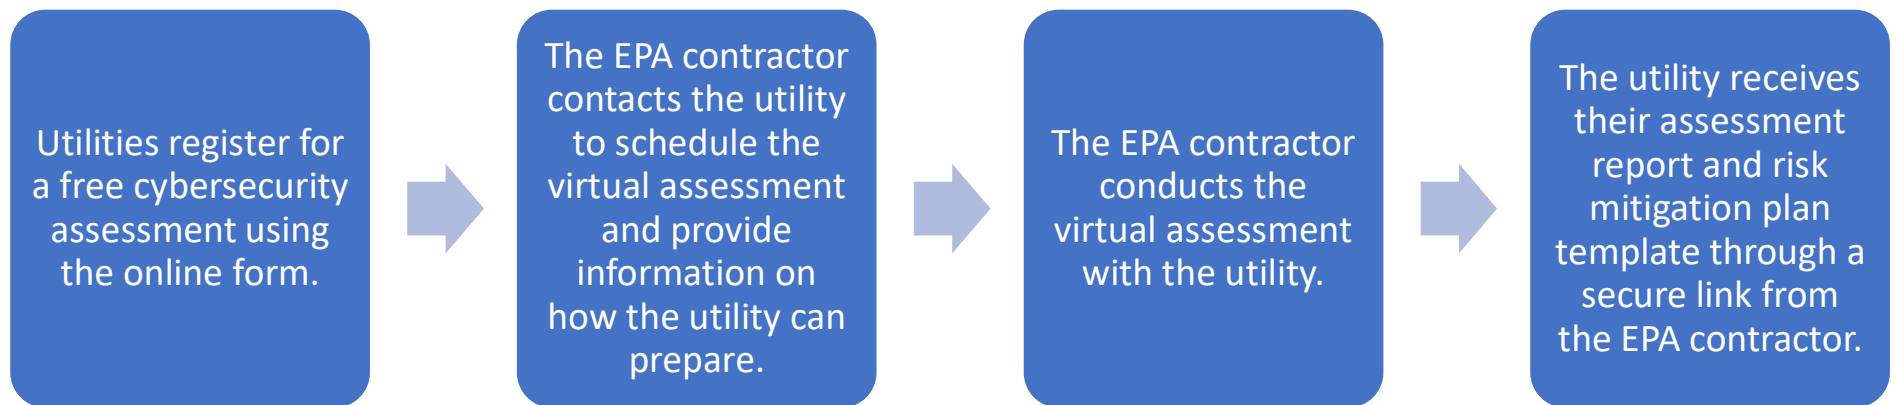 Utilities register for
a free cybersecurity
assessment using
the online form.
The EPA contractor
contacts the utility
to schedule the
virtual assessment
and provide
information on
how the utility can
prepare.
The EPA contractor
conducts the
virtual assessment
with the utility.
The utility receives
their assessment
report and risk
mitigation plan
template through a
secure link from
the EPA contractor.